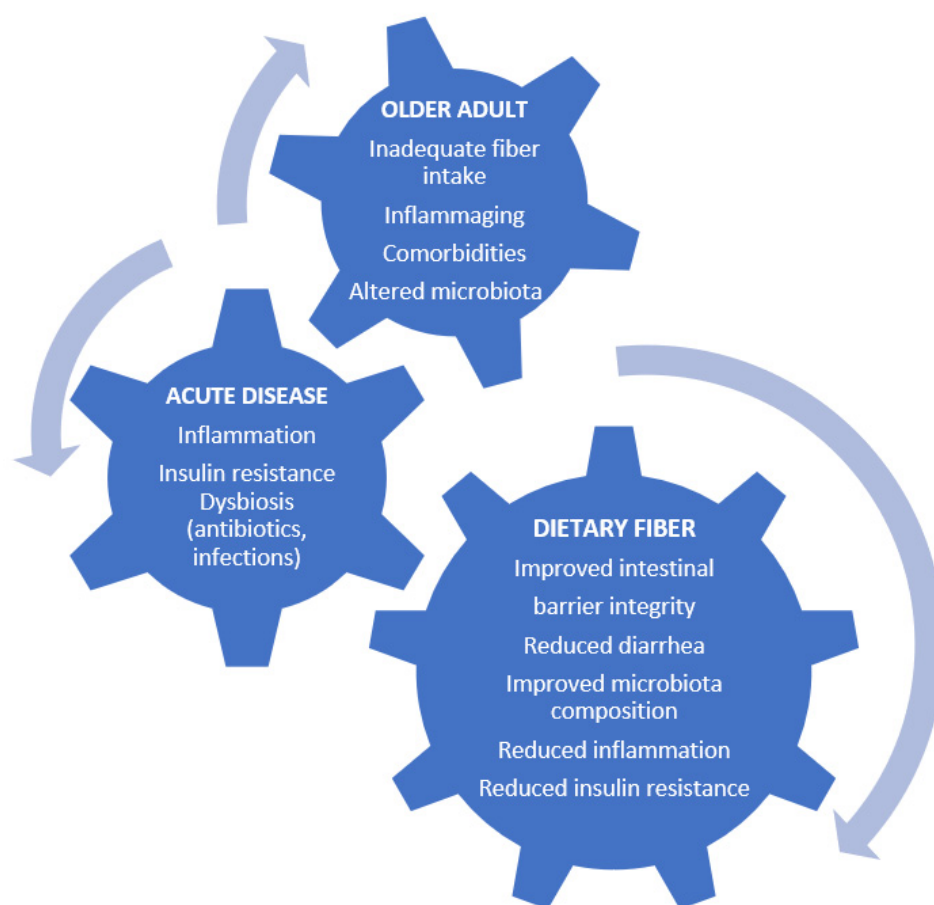 OLDER ADULT
Inadequate fiber
intake
Inflammaging
Comorbidities
Altered microbiota
ACUTE DISEASE
Inflammation
Insulin resistance
Dysbiosis
(antibiotics,
infections)
DIETARY FIBER
Improved intestinal
barrier integrity
Reduced diarrhea
Improved microbiota
composition
Reduced inflammation
Reduced insulin resistance